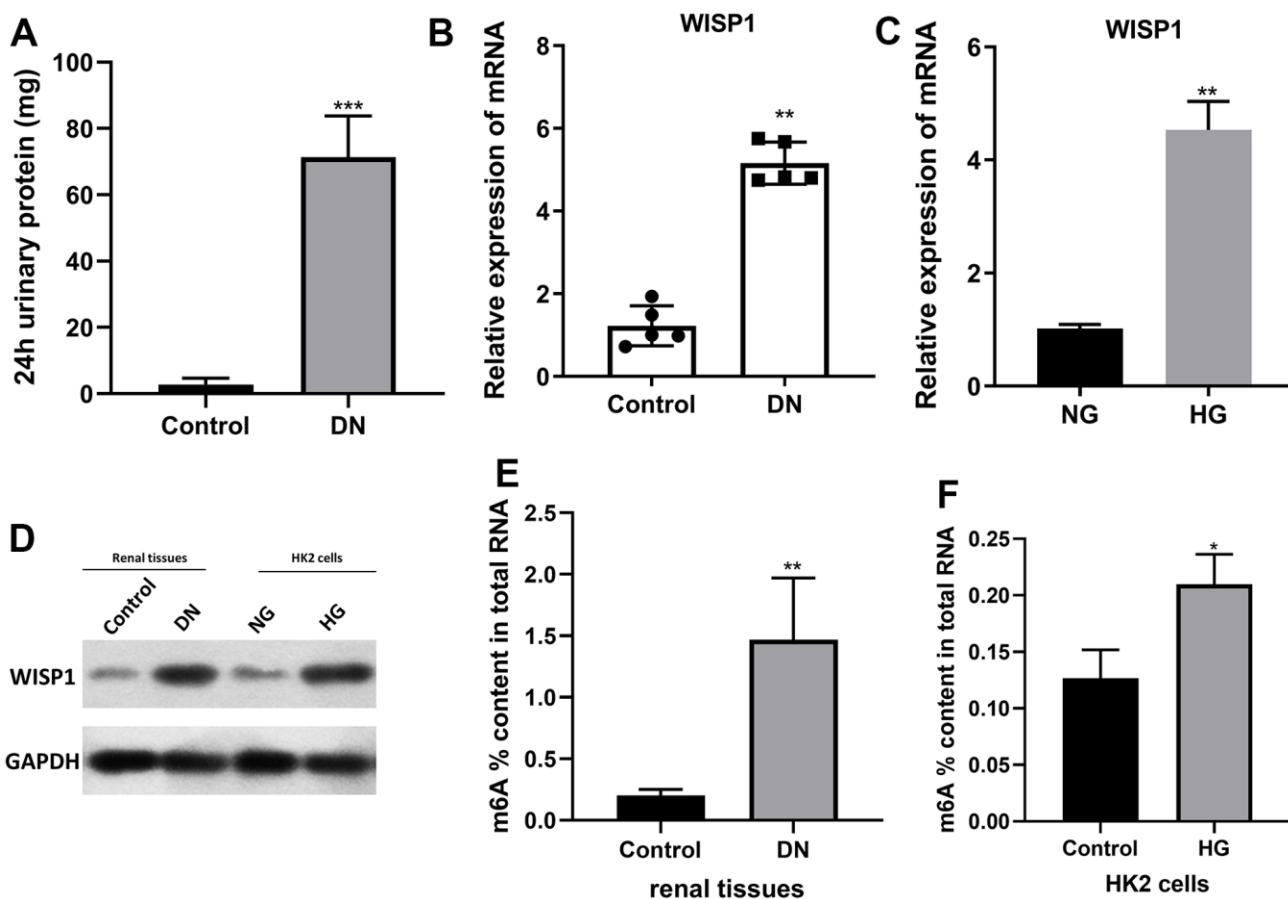 A
24h urinary protein (mg)
100
80
60
40
20
0
***
Control
DN
B
WISP1
Relative expression of mRNA
8
6
4
2
0
**
Control
DN
C
WISP1
Relative expression of mRNA
6
4
2
0
**
NG
HG
D
Renal tissues
HK2 cells
Control
DN
NG
HG
WISP1
GAPDH
E
m6A % content in total RNA
2.5
2.0
1.5
1.0
0.5
0.0
**
Control
DN
renal tissues
F
m6A % content in total RNA
0.25
0.20
0.15
0.10
0.05
0.00
*
Control
HG
HK2 cells